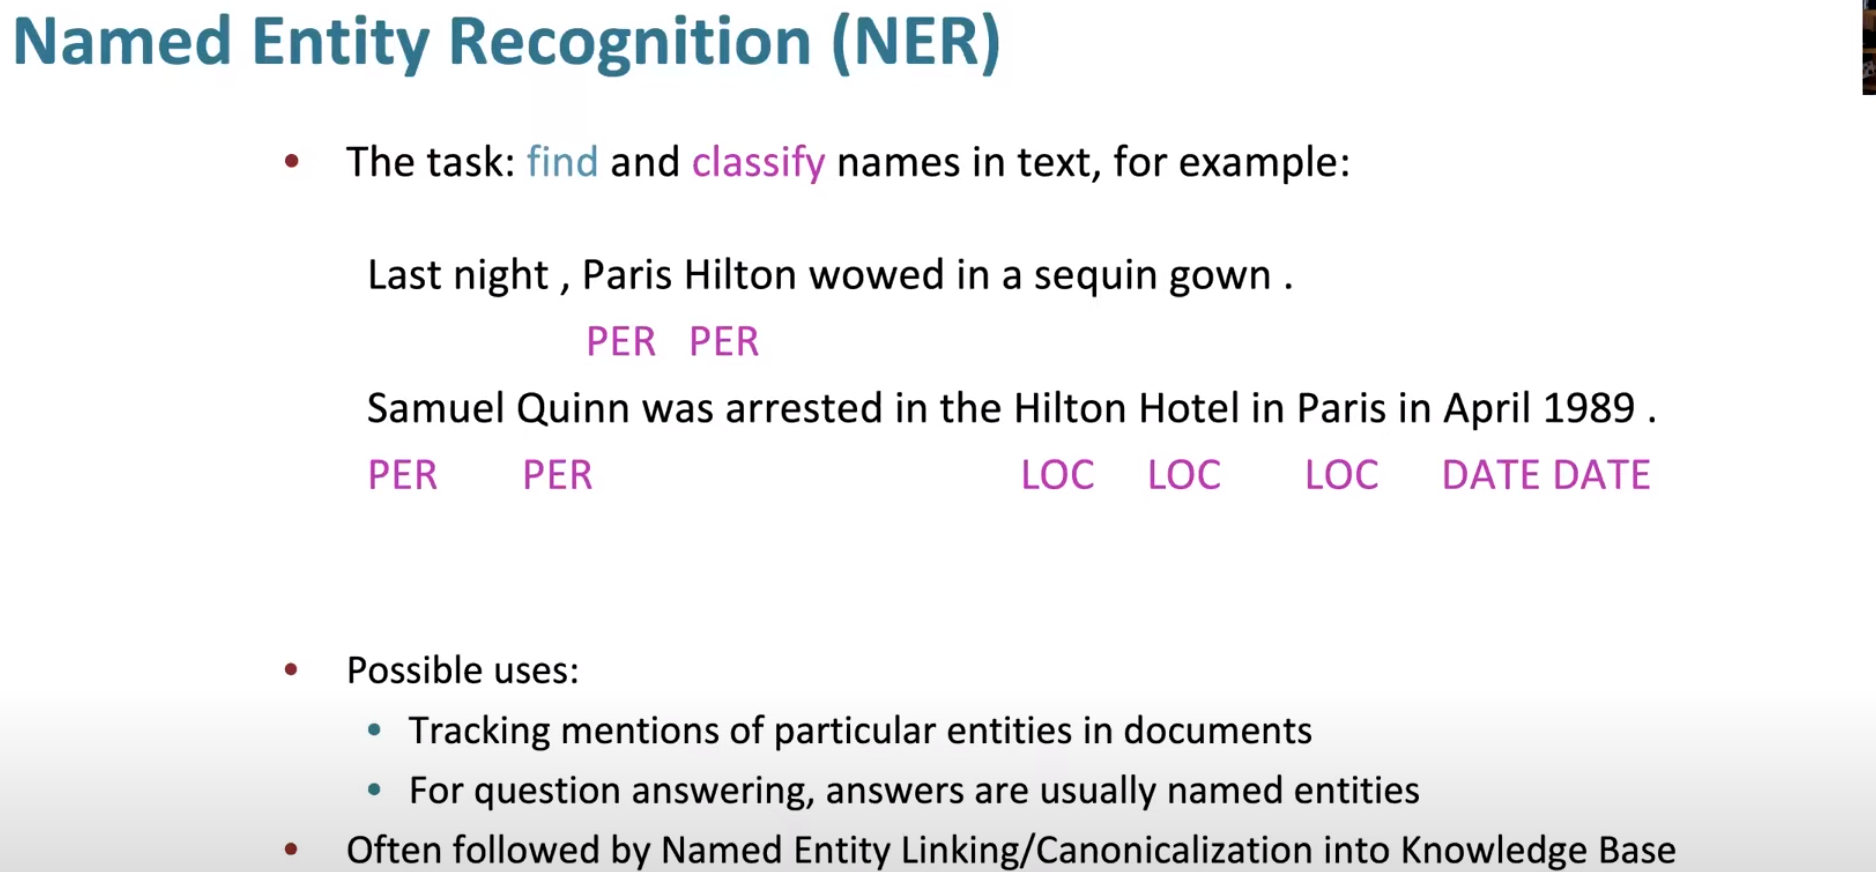 Named Entity Recognition (NER)
• The task: find and classify names in text, for example:
Last night , Paris Hilton wowed in a sequin gown .
PER PER
Samuel Quinn was arrested in the Hilton Hotel in Paris in April 1989 .
PER PER LOC LOC LOC DATE DATE
• Possible uses:
• Tracking mentions of particular entities in documents
• For question answering, answers are usually named entities
• Often followed by Named Entity Linking/Canonicalization into Knowledge Base